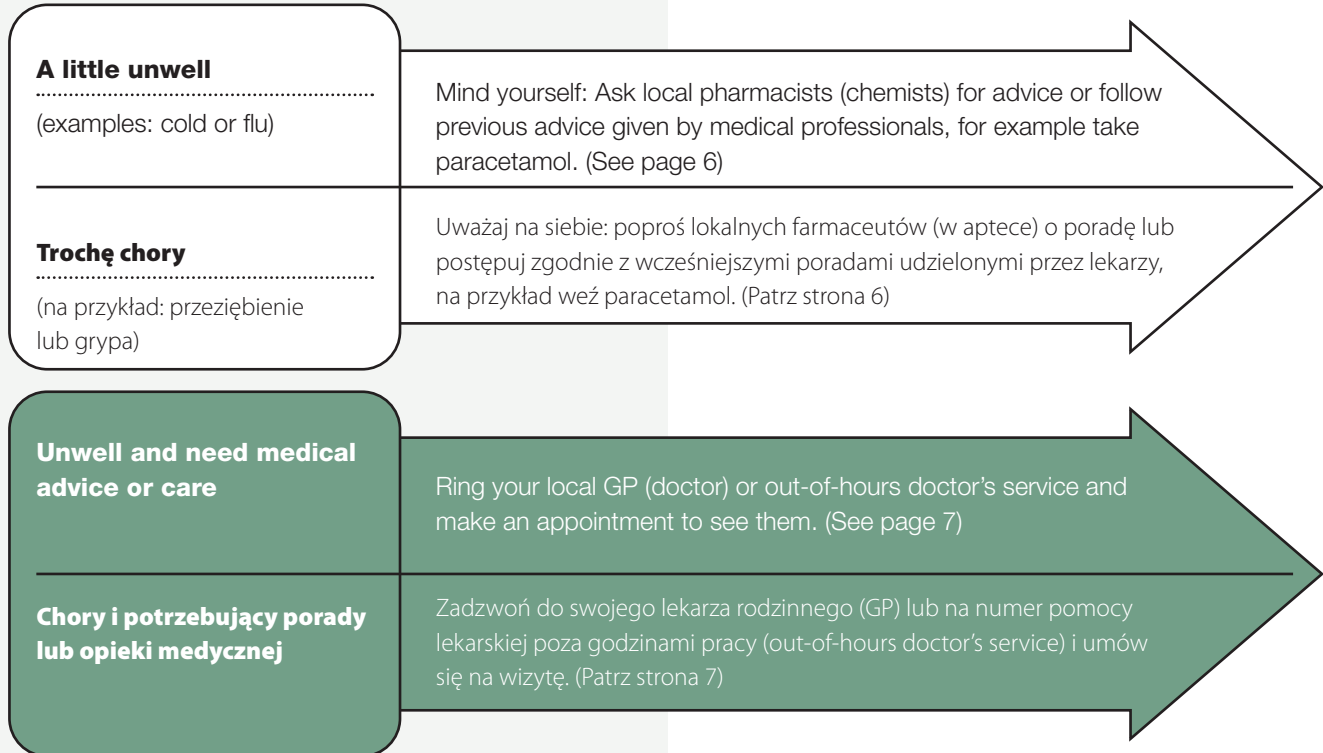 A little unwell
(examples: cold or flu)
Mind yourself: Ask local pharmacists (chemists) for advice or follow
previous advice given by medical professionals, for example take
paracetamol. (See page 6)
Trochę chory
(na przykład: przeziębienie
lub grypa)
Uważaj na siebie: poproś lokalnych farmaceutów (w aptece) o poradę lub
postępuj zgodnie z wcześniejszymi poradami udzielonymi przez lekarzy,
na przykład weź paracetamol. (Patrz strona 6)
Unwell and need medical
advice or care
Ring your local GP (doctor) or out-of-hours doctor’s service and
make an appointment to see them. (See page 7)
Chory i potrzebujący porady
lub opieki medycznej
Zadzwoń do swojego lekarza rodzinnego (GP) lub na numer pomocy
lekarskiej poza godzinami pracy (out-of-hours doctor’s service) i umów
się na wizytę. (Patrz strona 7)